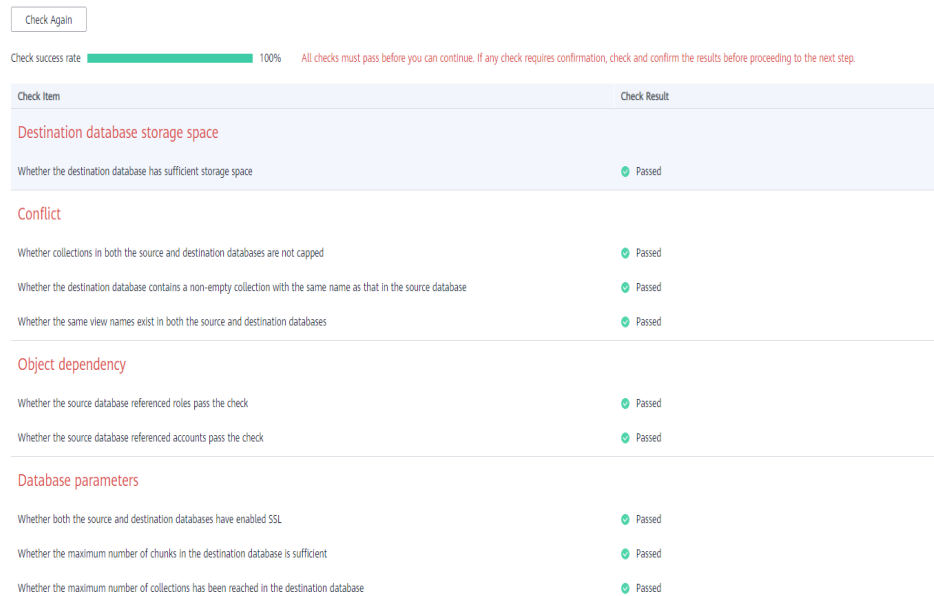 Check Again
Check success rate 100% All checks must pass before you can continue. If any check requires confirmation, check and confirm the results before proceeding to the next step.
Check Item Check Result
Destination database storage space
Whether the destination database has sufficient storage space Passed
Conflict
Whether collections in both the source and destination databases are not capped Passed
Whether the destination database contains a non-empty collection with the same name as that in the source database Passed
Whether the same view names exist in both the source and destination databases Passed
Object dependency
Whether the source database referenced roles pass the check Passed
Whether the source database referenced accounts pass the check Passed
Database parameters
Whether both the source and destination databases have enabled SSL Passed
Whether the maximum number of chunks in the destination database is sufficient Passed
Whether the maximum number of collections has been reached in the destination database Passed